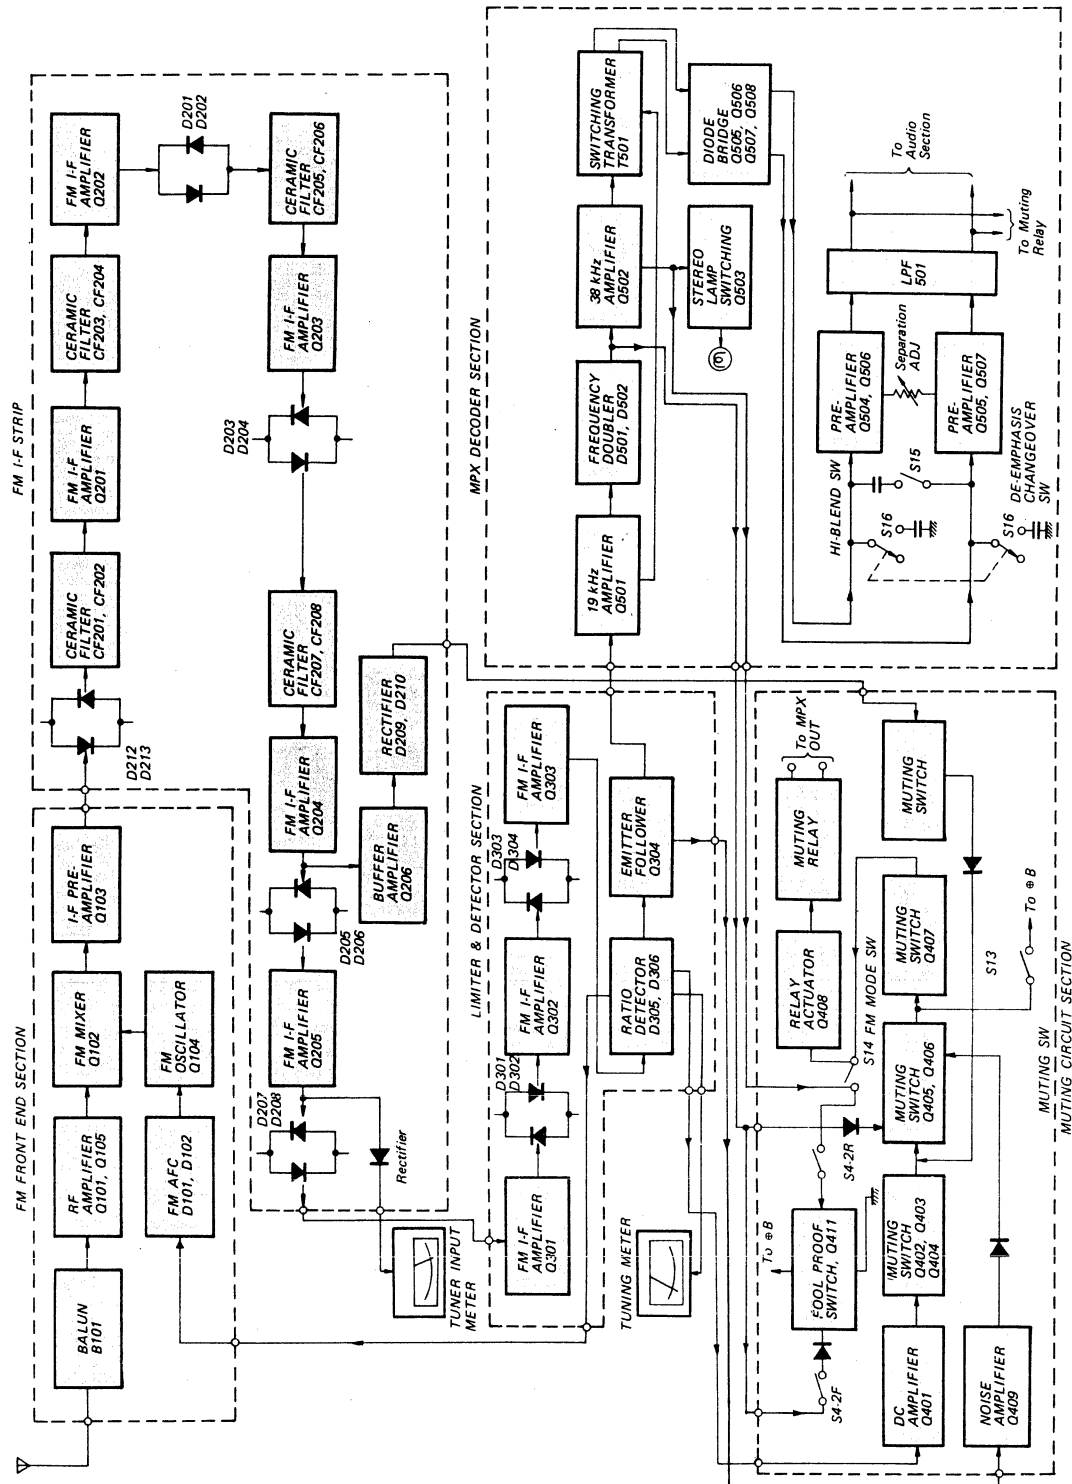 FM FRONT END SECTION
BALUN
B101
RF
AMPLIFIER
Q101, Q105
FM MIXER
Q102
I-F PRE-
AMPLIFIER
Q103
FM AFC
D101, D102
FM
OSCILLATOR
Q104
FM I-F STRIP
D212
D213
CERAMIC
FILTER
CF201, CF202
FM I-F
AMPLIFIER
Q201
CERAMIC
FILTER
CF203, CF204
FM I-F
AMPLIFIER
Q202
D201
D202
CERAMIC
FILTER
CF205, CF206
FM I-F
AMPLIFIER
Q203
D203
D204
CERAMIC
FILTER
CF207, CF208
FM I-F
AMPLIFIER
Q204
D205
D206
BUFFER
AMPLIFIER
Q206
RECTIFIER
D209, D210
FM I-F
AMPLIFIER
Q205
D207
D208
Rectifier
TUNER INPUT
METER
LIMITER & DETECTOR SECTION
FM I-F
AMPLIFIER
Q301
D301
D302
FM I-F
AMPLIFIER
Q302
D303
D304
FM I-F
AMPLIFIER
Q303
RATIO
DETECTOR
D305, D306
EMITTER
FOLLOWER
Q304
TUNING METER
MPX DECODER SECTION
19 kHz
AMPLIFIER
Q501
FREQUENCY
DOUBLER
D501, D502
38 kHz
AMPLIFIER
Q502
SWITCHING
TRANSFORMER
T501
STEREO
LAMP
SWITCHING
Q503
DIODE
BRIDGE
Q505, Q506
Q507, Q508
HI-BLEND SW
S16
S15
S16
DE-EMPHASIS
CHANGEOVER
SW
PRE-
AMPLIFIER
Q504, Q506
Separation
ADJ
PRE-
AMPLIFIER
Q505, Q507
LPF
501
To
Audio
Section
To Muting
Relay
To ⊕B
FOOL PROOF
SWITCH, Q411
S4-2F
S4-2R
S14 FM MODE SW
RELAY
ACTUATOR
Q408
MUTING
RELAY
To MPX
OUT
DC
AMPLIFIER
Q401
MUTING
SWITCH
Q402, Q403
Q404
MUTING
SWITCH
Q405, Q406
MUTING
SWITCH
Q407
MUTING
SWITCH
NOISE
AMPLIFIER
Q409
S13
To ⊕B
MUTING SW
MUTING CIRCUIT SECTION